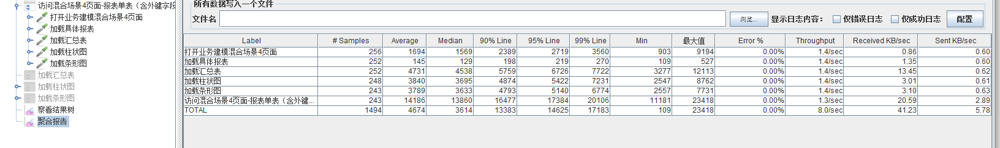 访问混合场景4页面-报表单表（含外键字段
打开业务建模混合场景4页面
加载具体报表
加载汇总表
加载柱状图
加载条形图
加载汇总表
加载柱状图
加载条形图
察看结果树
聚合报告
所有数据写入一个文件
文件名 浏览... 显示日志内容： 仅错误日志 仅成功日志 配置
Label # Samples Average Median 90% Line 95% Line 99% Line Min 最大值 Error % Throughput Received KB/sec Sent KB/sec
打开业务建模混合场景4页面 256 1694 1569 2389 2719 3560 903 9194 0.00% 1.4/sec 0.86 0.60
加载具体报表 252 145 129 198 219 270 109 527 0.00% 1.4/sec 1.35 0.60
加载汇总表 252 4731 4538 5759 6726 7722 3277 12113 0.00% 1.4/sec 13.45 0.62
加载柱状图 248 3840 3695 4874 5422 7231 2547 8762 0.00% 1.4/sec 3.01 0.61
加载条形图 243 3789 3633 4793 5140 6774 2557 7731 0.00% 1.4/sec 3.10 0.63
访问混合场景4页面-报表单表（含外键... 243 14186 13860 16477 17384 20106 11181 23418 0.00% 1.3/sec 20.59 2.89
TOTAL 1494 4674 3614 13383 14625 17183 109 23418 0.00% 8.0/sec 41.23 5.78